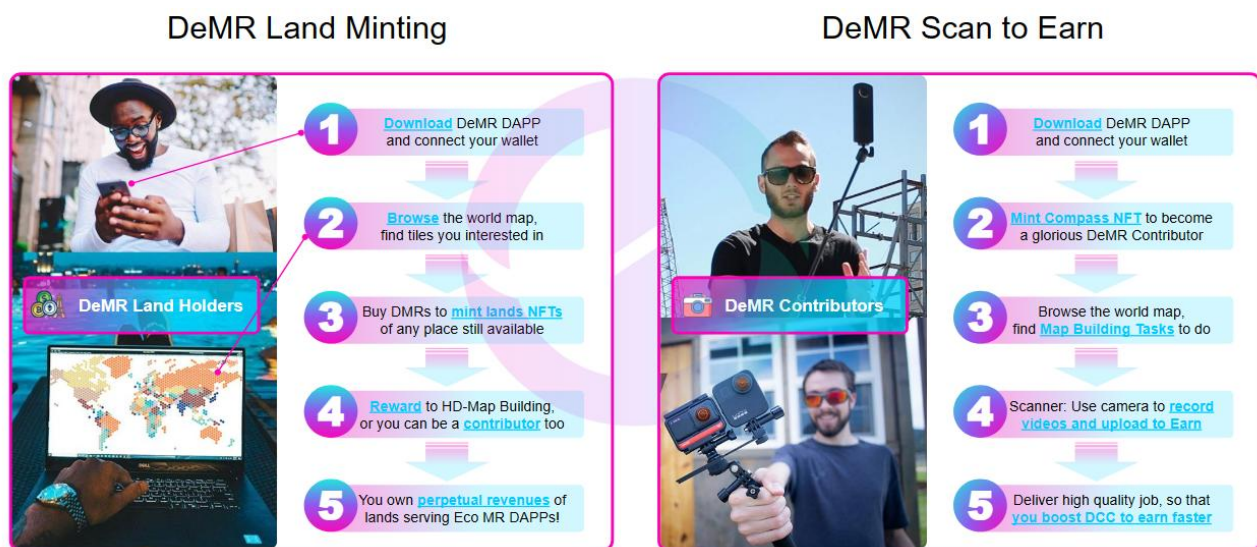 DeMR Land Minting
DeMR Land Holders
1
Download DeMR DAPP
and connect your wallet
2
Browse the world map,
find tiles you interested in
3
Buy DMRs to mint lands NFTs
of any place still available
4
Reward to HD-Map Building,
or you can be a contributor too
5
You own perpetual revenues of
lands serving Eco MR DAPPs!
DeMR Scan to Earn
DeMR Contributors
1
Download DeMR DAPP
and connect your wallet
2
Mint Compass NFT to become
a glorious DeMR Contributor
3
Browse the world map,
find Map Building Tasks to do
4
Scanner: Use camera to record
videos and upload to Earn
5
Deliver high quality job, so that
you boost DCC to earn faster